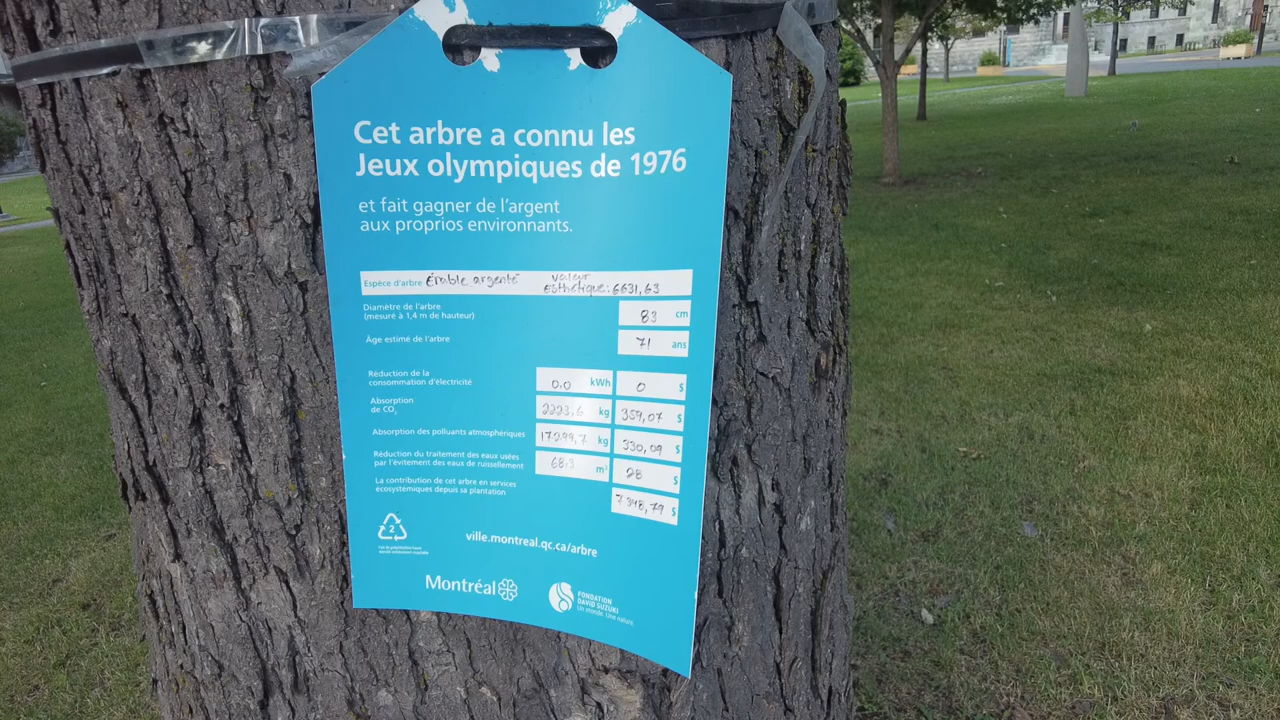 Cet arbre a connu les
Jeux olympiques de 1976
et fait gagner de l'argent
aux proprios environnants.
Espèce d'arbre Érable argenté valeur
Esthétique: 6631,63
Diamètre de l'arbre
(mesuré à 1,4 m de hauteur) 83 cm
Âge estimé de l'arbre 71 ans
Réduction de la
consommation d'électricité 0.0 kWh 0 $
Absorption
de CO₂ 2223,6 kg 359,07 $
Absorption des polluants atmosphériques 17299,7 kg 330,09 $
Réduction du traitement des eaux usées
par l'évitement des eaux de ruissellement 68.3 m³ 28 $
La contribution de cet arbre en services
écosystémiques depuis sa plantation 7348,79 $
2
ville.montreal.qc.ca/arbre
Montréal
FONDATION
DAVID SUZUKI
Un monde. Une nature.